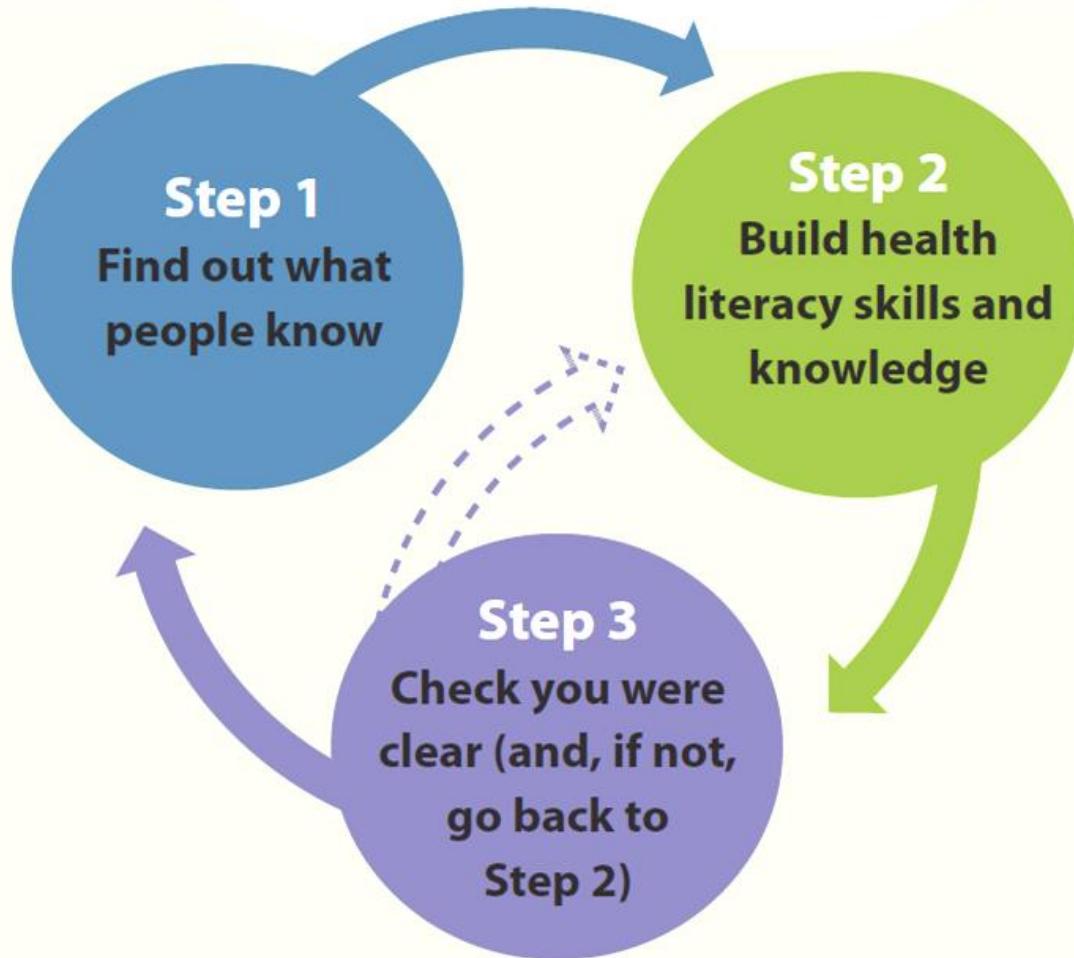 Step 1
Find out what
people know
Step 2
Build health
literacy skills and
knowledge
Step 3
Check you were
clear (and, if not,
go back to
Step 2)